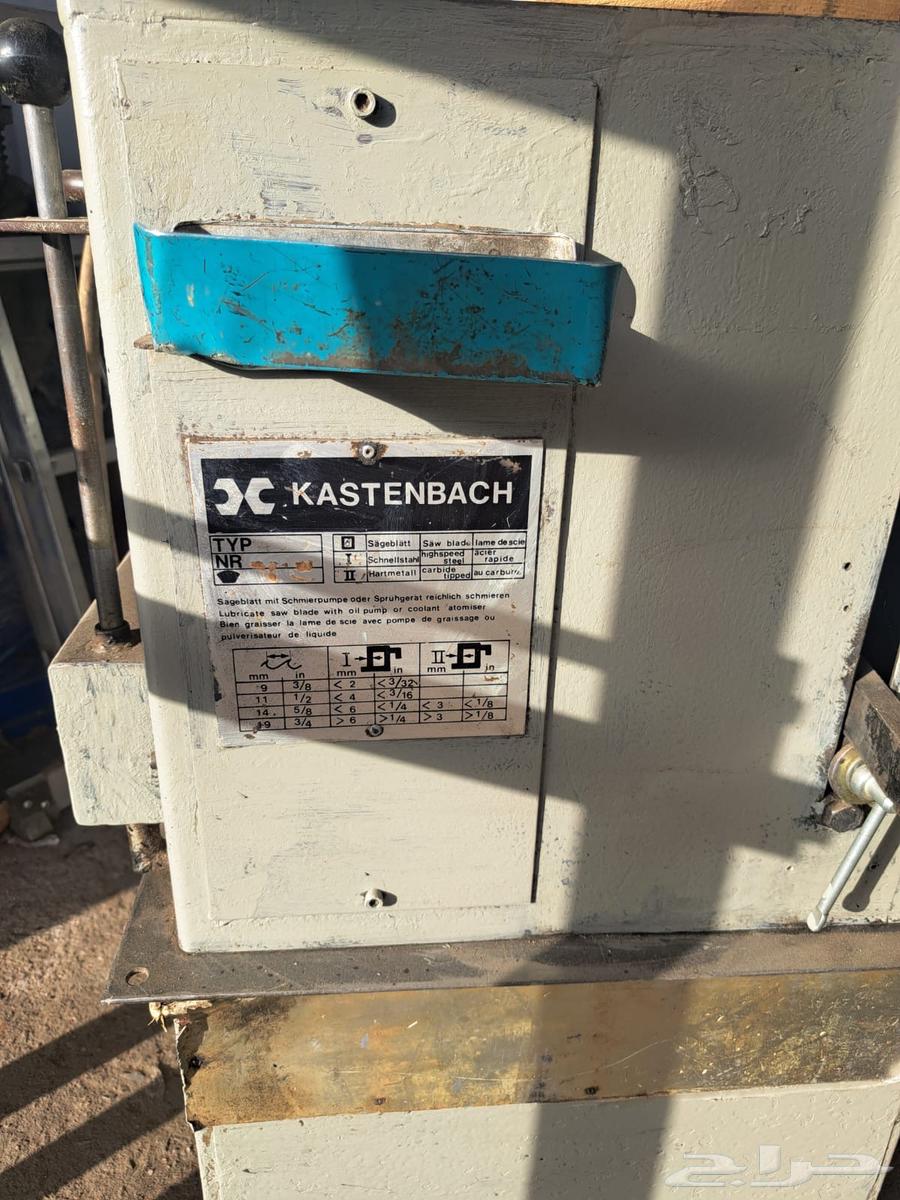 KASTENBACH
TYP
NR
Sägeblatt Saw blade lame de scie
I Schnellstahl highspeed steel acier rapide
II Hartmetall carbide tipped au carbure
Sägeblatt mit Schmierpumpe oder Sprühgerät reichlich schmieren
Lubricate saw blade with oil pump or coolant atomiser
Bien graisser la lame de scie avec pompe de graissage ou
pulverisateur de liquide
I II
mm in mm in mm in
9 3/8 < 2 < 3/32
11 1/2 < 4 < 3/16
14 5/8 < 6 < 1/4 < 3 < 1/8
19 3/4 > 6 > 1/4 > 3 > 1/8
حراج